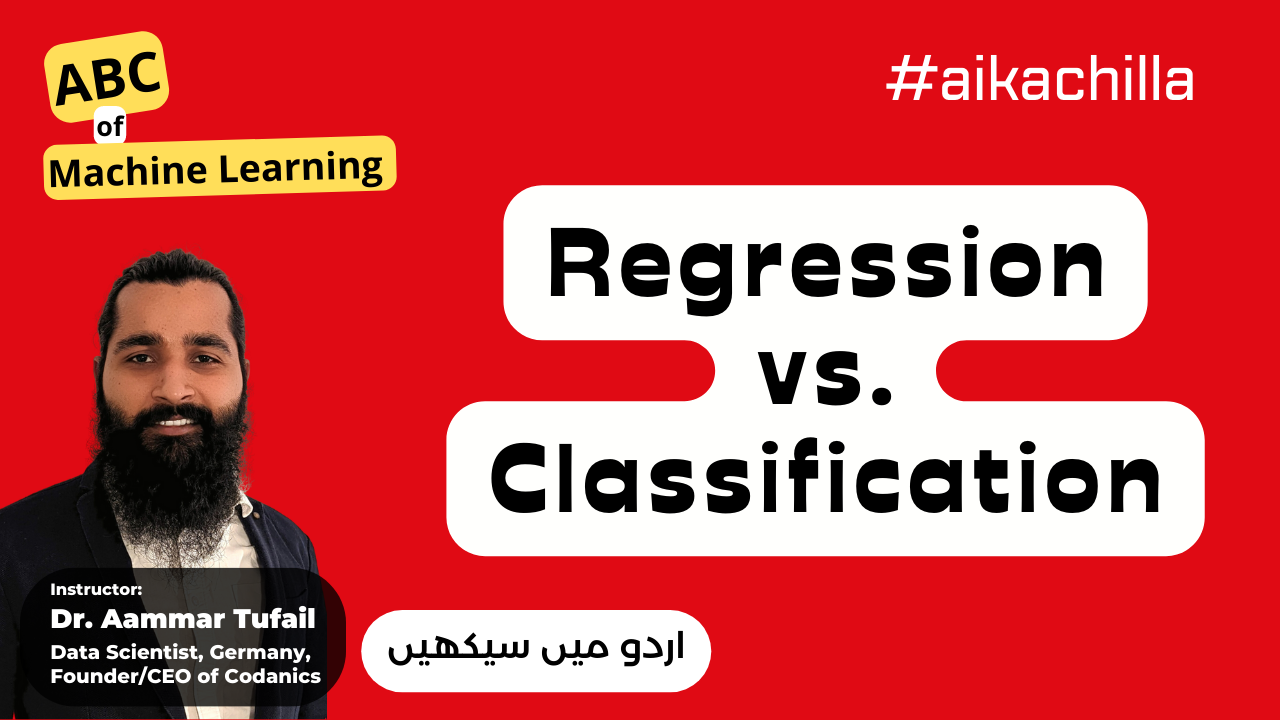 ABC
of
Machine Learning
#aikachilla
Regression
vs.
Classification
Instructor:
Dr. Aammar Tufail
Data Scientist, Germany,
Founder/CEO of Codanics
اردو میں سیکھیں